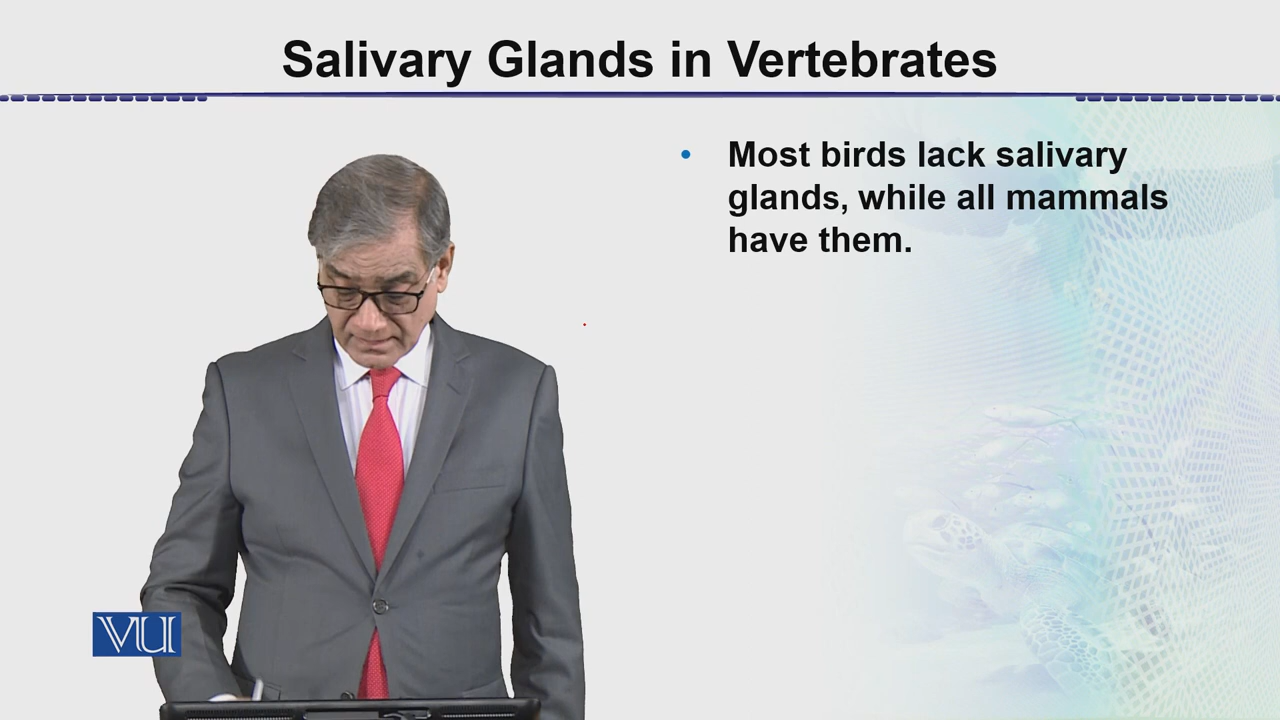 Salivary Glands in Vertebrates
• Most birds lack salivary
glands, while all mammals
have them.
VU